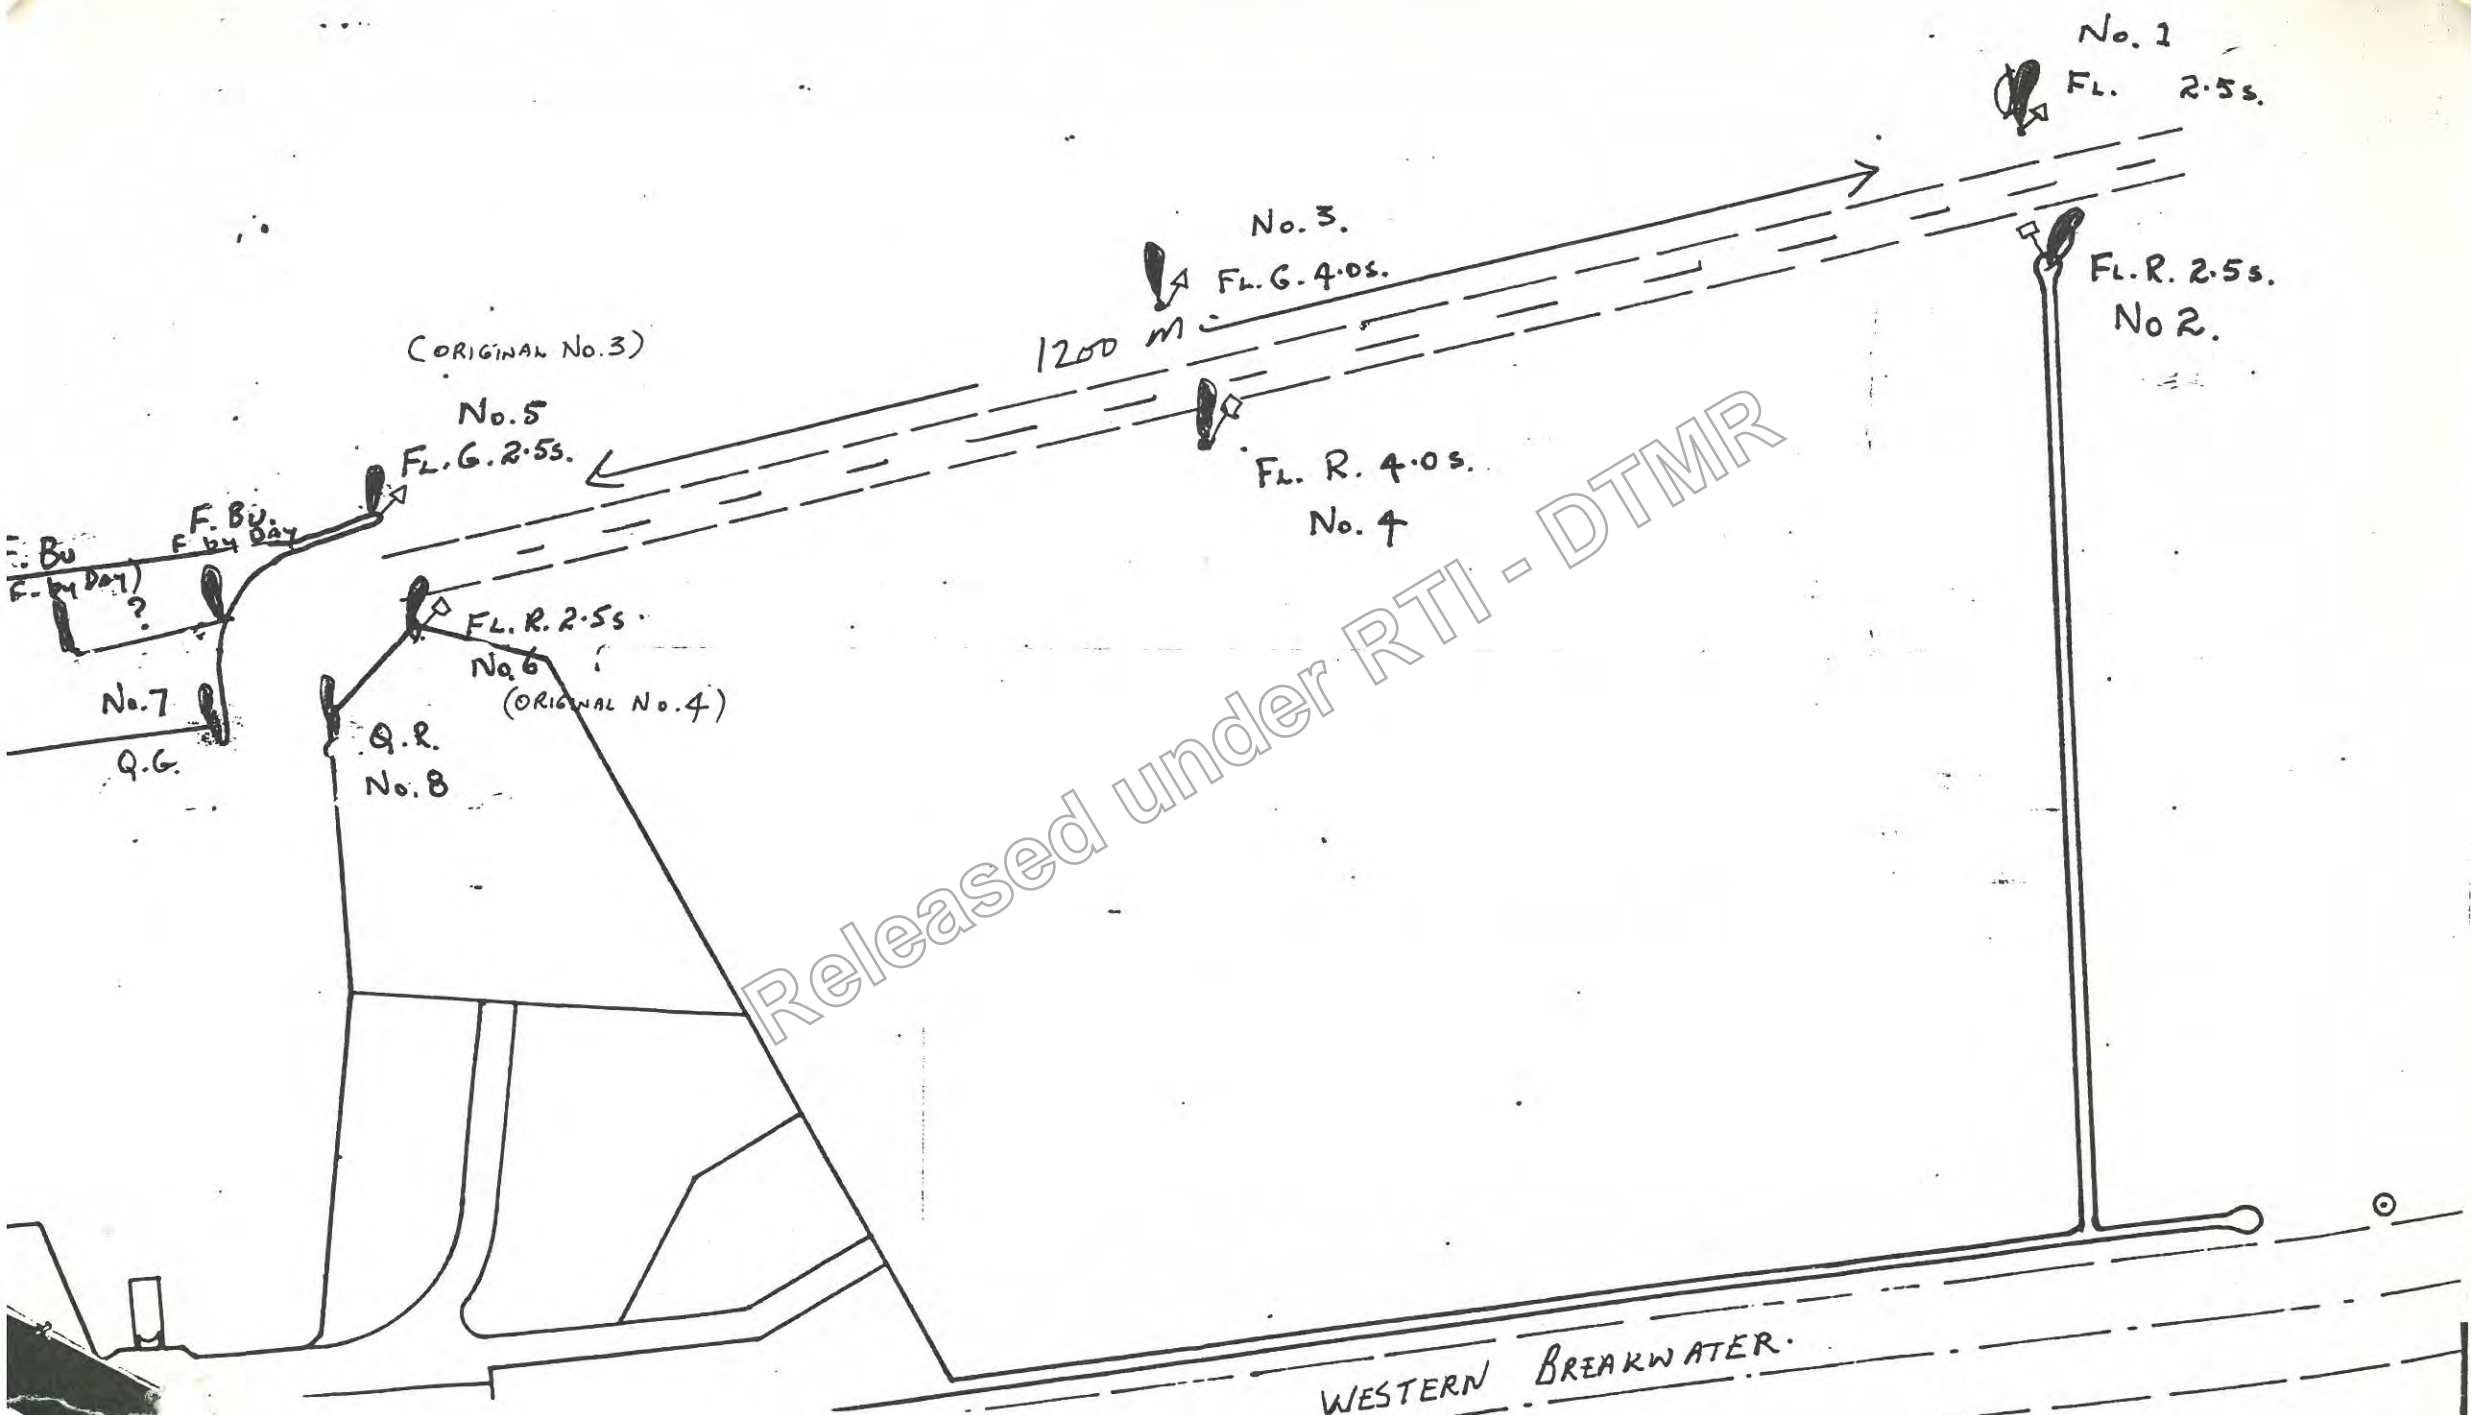 No. 1
FL. 2.5s.
No. 3.
FL. G. 4.0s.
FL. R. 2.5s.
No 2.
1200 m
(ORIGINAL No. 3)
No. 5
FL. G. 2.5s.
FL. R. 4.0s.
No. 4
F. Bu.
F by DAY
Bu
F. by Day)
?
FL. R. 2.5s.
No. 6
(ORIGINAL No. 4)
No. 7
Q.G.
Q.R.
No. 8
Released under RTI - DTMR
WESTERN BREAKWATER.